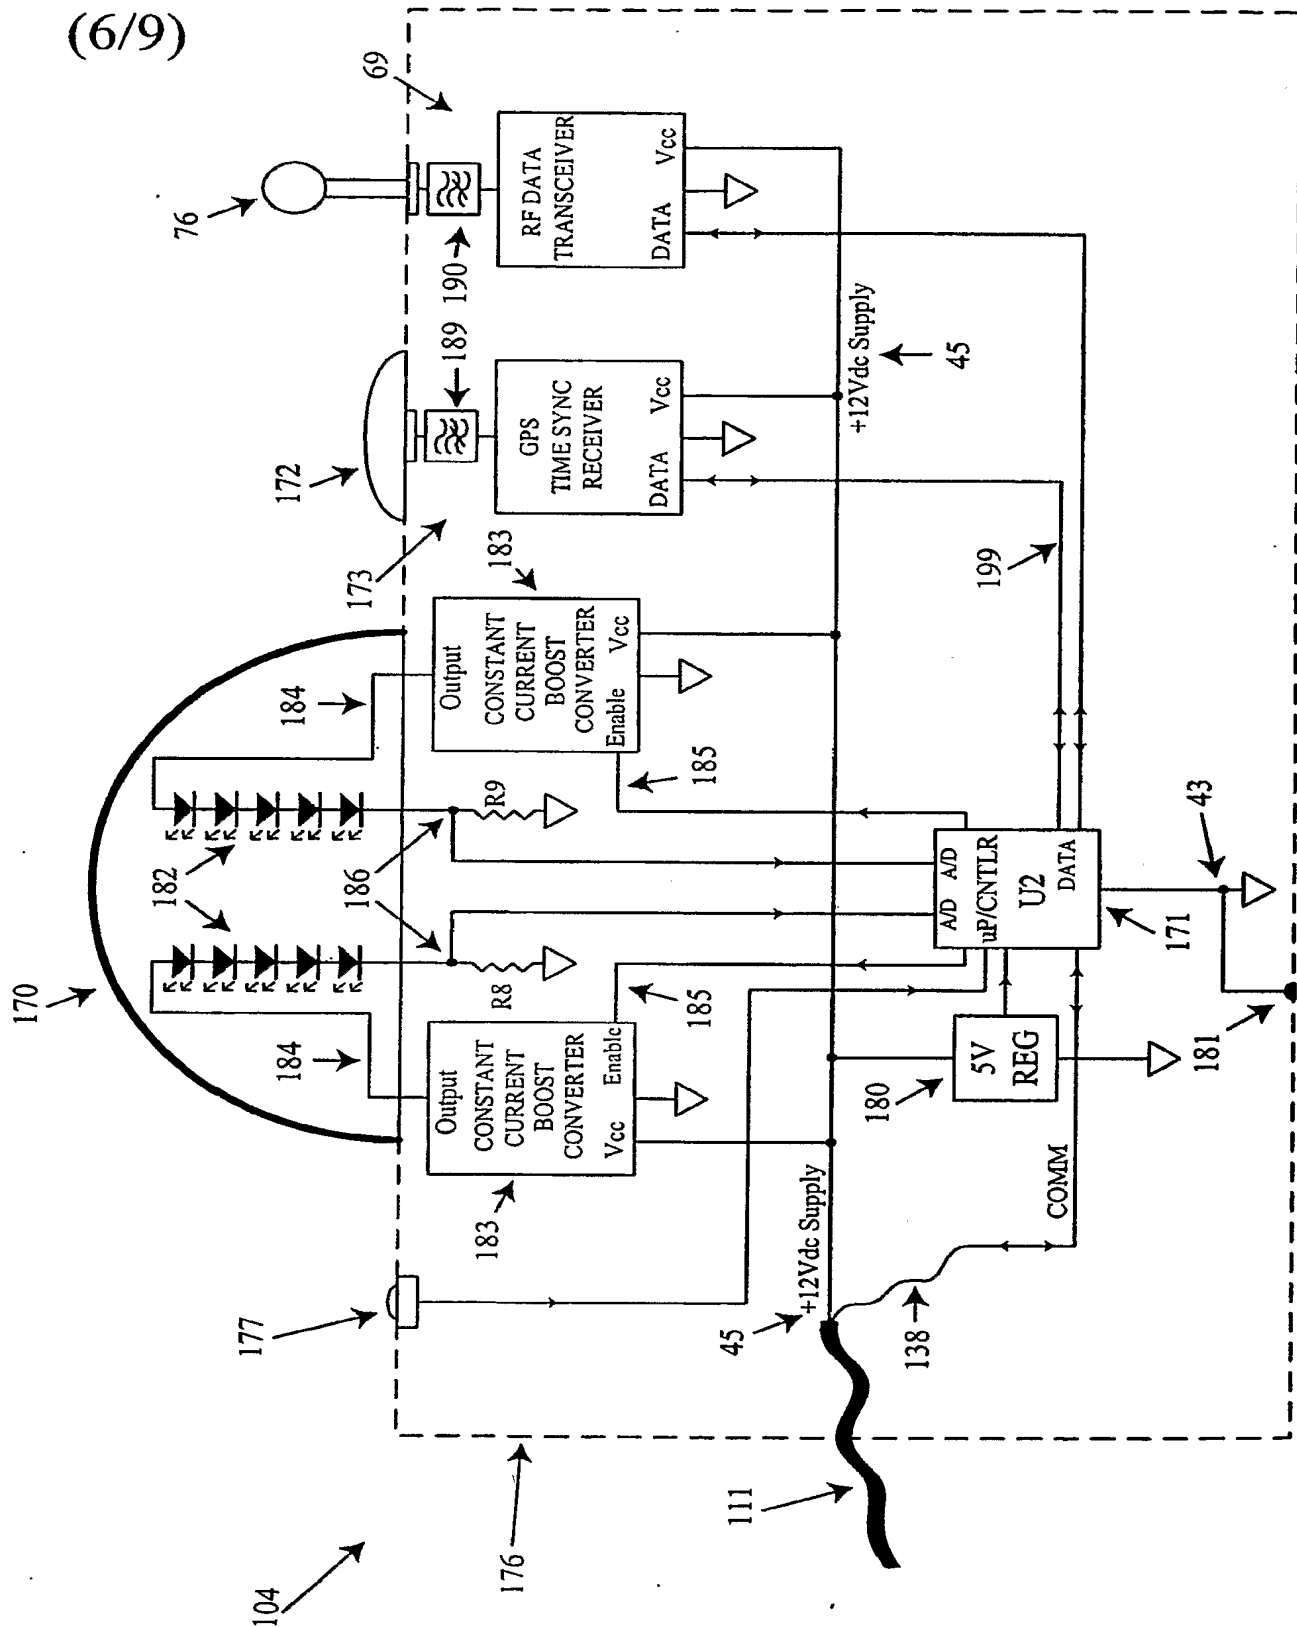 (6/9)
104
176
111
177
170
172
76
69
173
183
189
190
184
182
186
184
183
185
185
R8
R9
Output
CONSTANT
CURRENT
BOOST
CONVERTER
Vcc
Enable
Output
CONSTANT
CURRENT
BOOST
CONVERTER
Enable
Vcc
GPS
TIME SYNC
RECEIVER
DATA
Vcc
RF DATA
TRANSCEIVER
DATA
Vcc
45
+12Vdc Supply
+12Vdc Supply
45
138
COMM
180
5V
REG
A/D
A/D
uP/CNTLR
U2
DATA
171
199
181
43